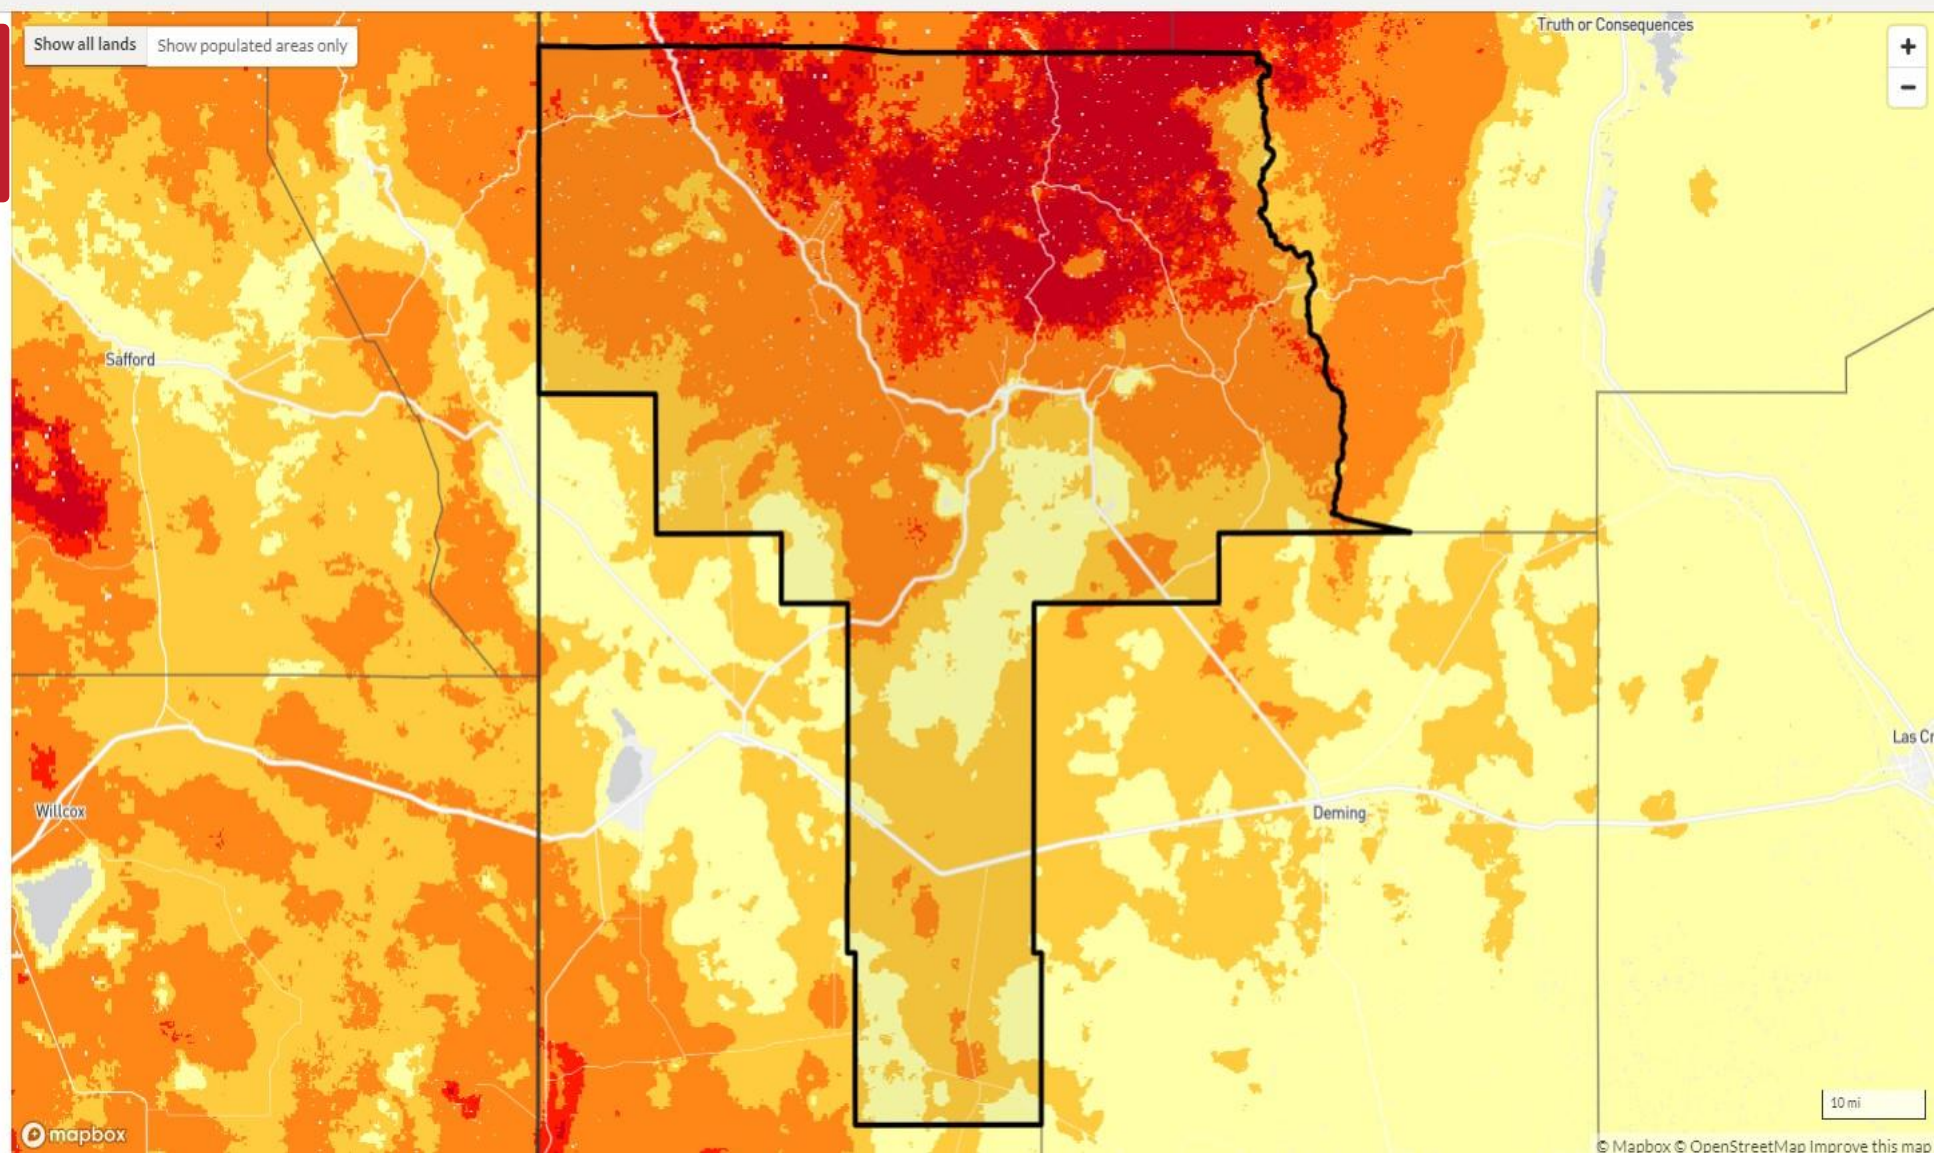 Show all lands
Show populated areas only
Truth or Consequences
+
−
Safford
Las Cr
Willcox
Deming
10 mi
mapbox
© Mapbox © OpenStreetMap Improve this map